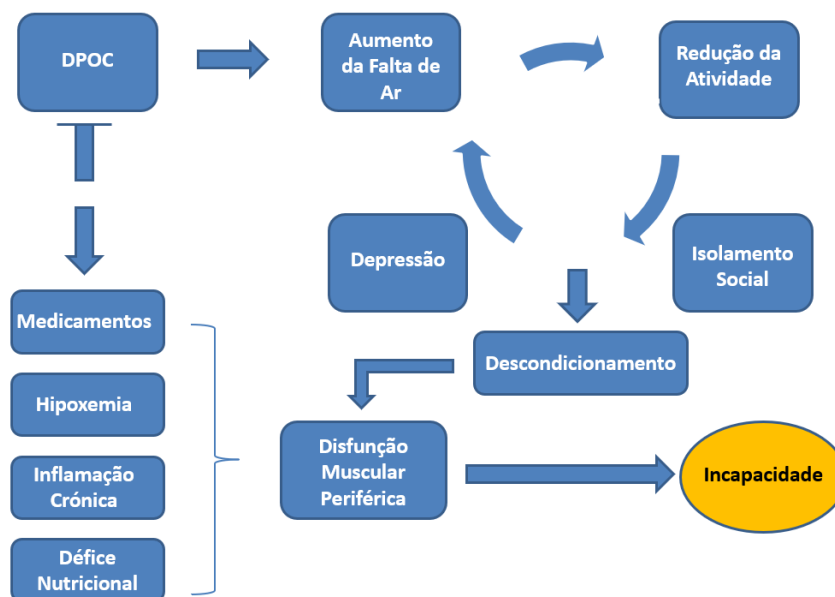 DPOC
Aumento
da Falta de
Ar
Redução da
Atividade
Depressão
Isolamento
Social
Medicamentos
Descondicionamento
Hipoxemia
Disfunção
Muscular
Periférica
Incapacidade
Inflamação
Crónica
Défice
Nutricional